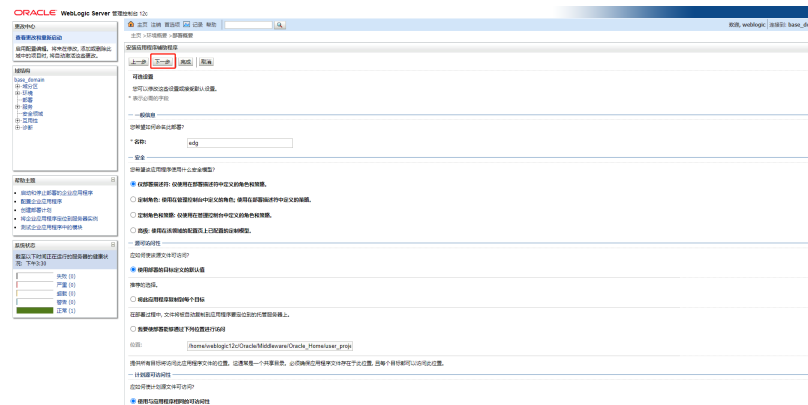 ORACLE WebLogic Server 管理控制台 12c
更改中心
查看更改和重新启动
启用配置编辑。将来在修改, 添加或删除此域中的项目时, 将自动激活这些更改。
域结构
base_domain
域分区
环境
部署
服务
安全领域
互用性
诊断
帮助主题
启动和停止部署的企业应用程序
配置企业应用程序
创建部署计划
将企业应用程序定位到服务器实例
测试企业应用程序中的模块
系统状态
截至以下时间正在运行的服务器的健康状况: 下午3:30
失败 (0)
严重 (0)
超载 (0)
警告 (0)
正常 (1)
主页 注销 首选项 记录 帮助
欢迎, weblogic 连接到: base_do
主页 >环境概要 >部署概要
安装应用程序辅助程序
上一步 下一步 完成 取消
可选设置
您可以修改这些设置或接受默认设置。
* 表示必需的字段
一般信息
您希望如何命名此部署?
* 名称: edg
安全
您希望此应用程序使用什么安全模型?
仅部署描述符: 仅使用在部署描述符中定义的角色和策略。
定制角色: 使用在管理控制台中定义的角色; 使用在部署描述符中定义的策略。
定制角色和策略: 仅使用在管理控制台中定义的角色和策略。
高级: 使用在该领域的配置页上已配置的定制模型。
源可访问性
应如何使此源文件可访问?
使用部署的目标定义的默认值
推荐的选择。
将此应用程序复制到每个目标
在部署过程中, 文件将被自动复制到应用程序要定位到的托管服务器上。
我要使部署能够通过下列位置进行访问
位置: /home/weblogic12c/Oracle/Middleware/Oracle_Home/user_proje
提供所有目标将访问此应用程序文件的位置。这通常是一个共享目录。必须确保应用程序文件存在于此位置, 且每个目标都可以访问此位置。
计划源可访问性
应如何使计划源文件可访问?
使用与应用程序相同的可访问性